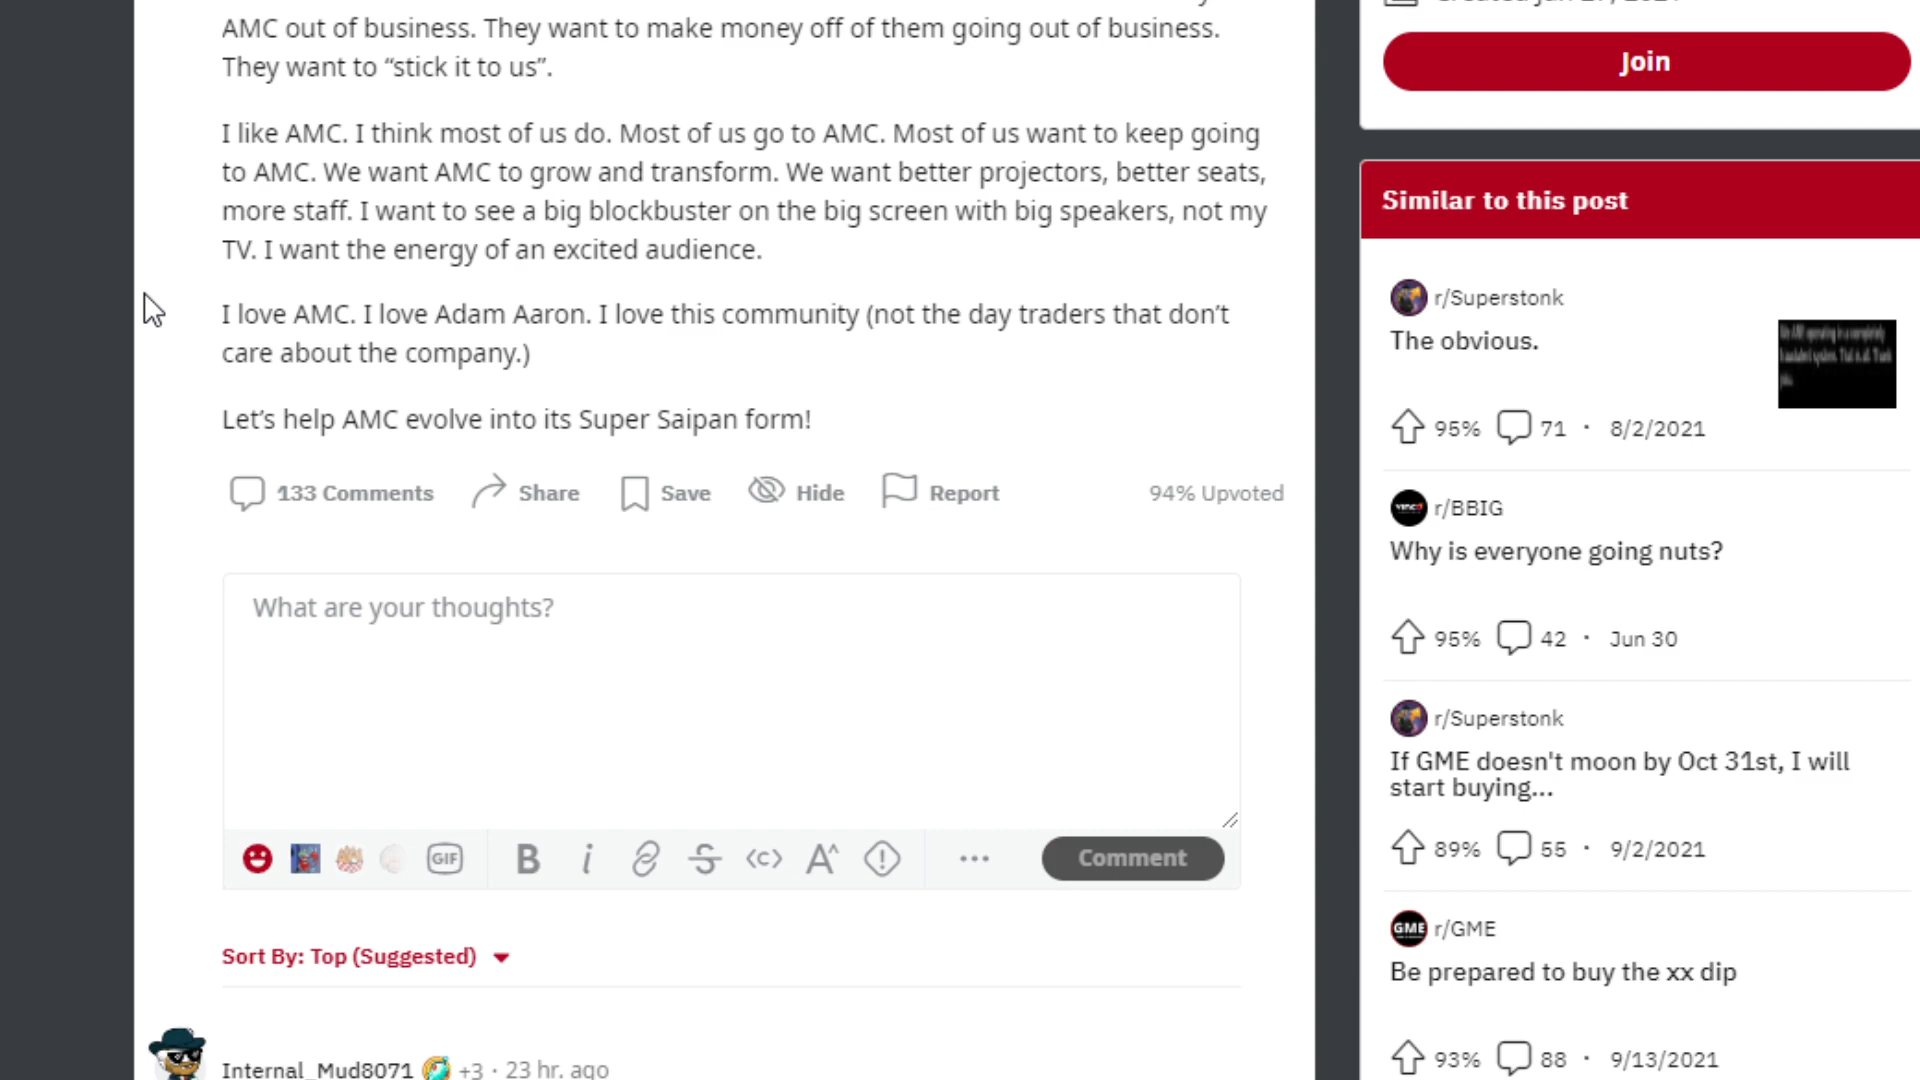 AMC out of business. They want to make money off of them going out of business.
They want to “stick it to us”.
I like AMC. I think most of us do. Most of us go to AMC. Most of us want to keep going
to AMC. We want AMC to grow and transform. We want better projectors, better seats,
more staff. I want to see a big blockbuster on the big screen with big speakers, not my
TV. I want the energy of an excited audience.
I love AMC. I love Adam Aaron. I love this community (not the day traders that don’t
care about the company.)
Let’s help AMC evolve into its Super Saipan form!
133 Comments Share Save Hide Report 94% Upvoted
What are your thoughts?
GIF B i S <c> A^ ... Comment
Sort By: Top (Suggested)
Internal_Mud8071 +3 · 23 hr. ago
Join
Similar to this post
r/Superstonk
The obvious.
95% 71 · 8/2/2021
r/BBIG
Why is everyone going nuts?
95% 42 · Jun 30
r/Superstonk
If GME doesn't moon by Oct 31st, I will
start buying...
89% 55 · 9/2/2021
GME r/GME
Be prepared to buy the xx dip
93% 88 · 9/13/2021